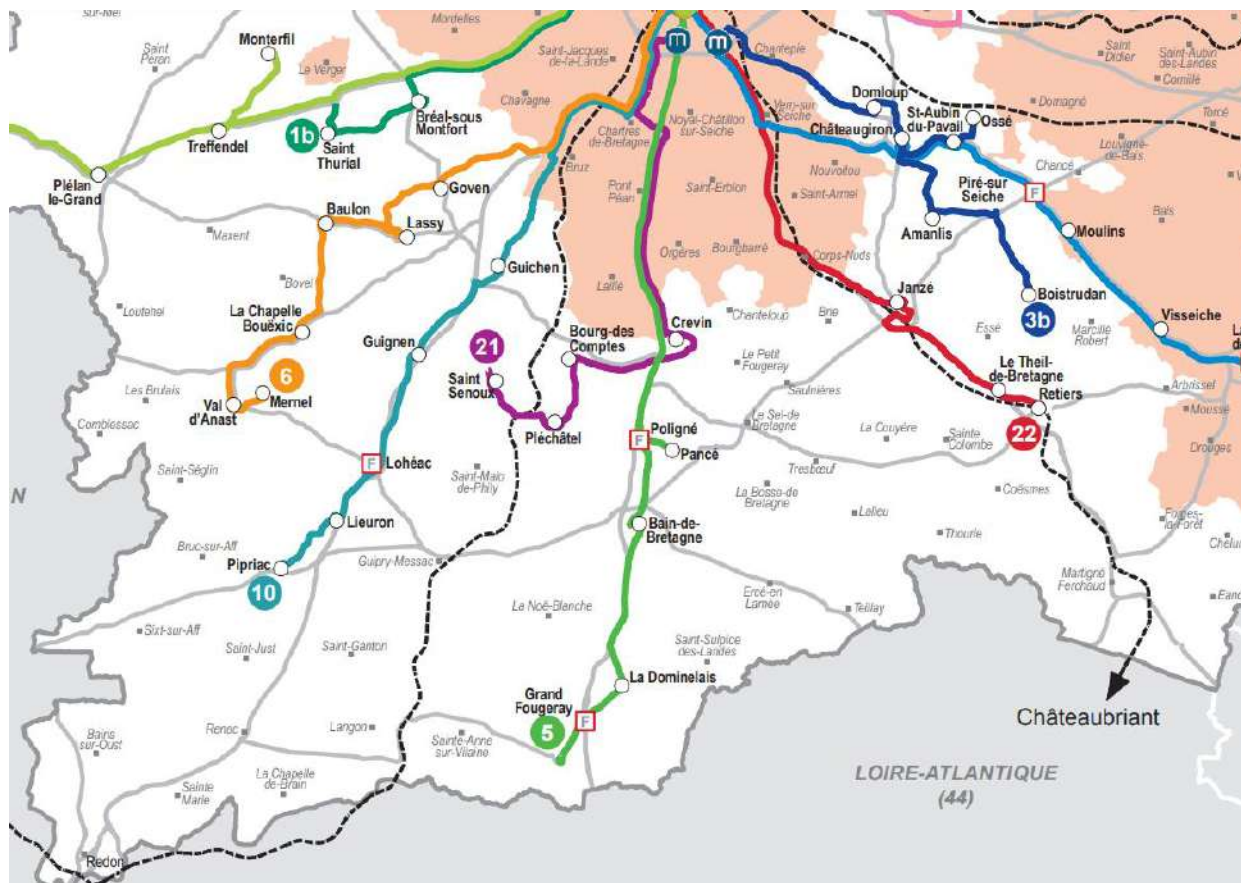 Mordelles
Monterfil
Saint
Péron
Le Verger
Saint-Jacques
de-la-Lande
m
m
Chantepie
Saint
Didier
Saint-Aubin
des-Landes
Cornillé
Chavagne
Bréal-sous
Montfort
1b
Saint
Thurial
Treffendel
Plélan
le-Grand
Chartres
de-Bretagne
Noyal-Châtillon
sur-Seiche
Vern-sur
Seiche
Domloup
St-Aubin
du-Pavail
Ossé
Châteaugiron
Domagné
Torcé
Louvigné
de-Bais
Bruz
Nouvoitou
Chancé
Goven
Pont
Péan
Saint-Erblon
Saint-Armel
Piré-sur
Seiche
F
Bais
Baulon
Lassy
Maxent
Amanlis
Moulins
Orgères
Bourgbarré
Corps-Nuds
Guichen
Bovel
Laillé
Janzé
Boistrudan
3b
Loutehel
La Chapelle
Bouëxic
Chanteloup
Brie
Essé
Marcillé
Robert
Visseiche
Guignen
21
Bourg-des
Comptes
Crevin
Le Petit
Fougeray
Le Theil-
de-Bretagne
Saulnières
Retiers
Arbrissel
Les Brulais
6
Mernel
Val
d'Anast
Saint
Senoux
Pléchâtel
Moussé
Comblessac
Poligné
F
Pancé
Le Sel-de
Bretagne
La Couyère
Sainte
Colombe
22
Drouges
F
Lohéac
Saint-Séglin
Saint-Malo
de-Phily
Tresbœuf
La Bosse-de
Bretagne
Coësmes
N
Lieuron
Bain-de-
Bretagne
Lalleu
Thourie
Forges-
la-Forêt
Bruc-sur-Aff
Pipriac
Guipry-Messac
10
Martigné
Ferchaud
Ercé-en
Lamée
Teillay
La Noë-Blanche
Sixt-sur-Aff
Saint-Just
Saint-Ganton
Saint-Sulpice
des-Landes
La Dominelais
Grand
Fougeray
F
5
Châteaubriant
Bains
sur-Oust
Renac
Langon
Sainte-Anne
sur-Vilaine
La Chapelle
de-Brain
Sainte
Marie
LOIRE-ATLANTIQUE
(44)
Redon